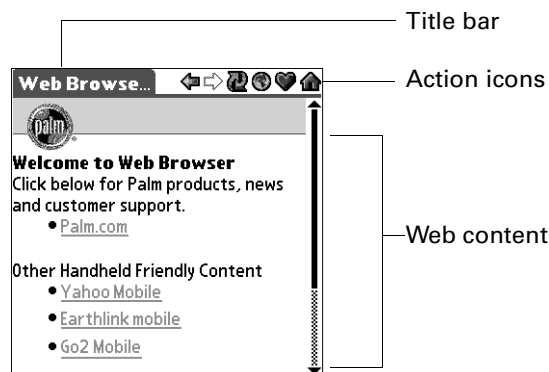 Title bar
Web Browse...
Action icons
palm
Welcome to Web Browser
Click below for Palm products, news
and customer support.
• Palm.com
Web content
Other Handheld Friendly Content
• Yahoo Mobile
• Earthlink mobile
• Go2 Mobile